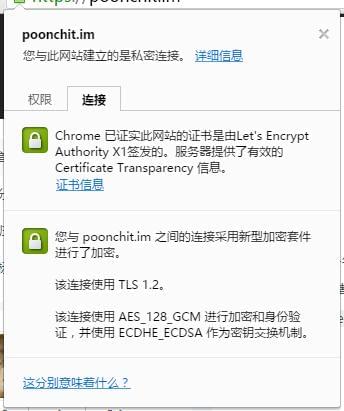 https://poonchit.im
poonchit.im
您与此网站建立的是私密连接。 详细信息
权限 连接
Chrome 已证实此网站的证书是由Let's Encrypt
Authority X1签发的。服务器提供了有效的
Certificate Transparency 信息。
证书信息
您与 poonchit.im 之间的连接采用新型加密套件
进行了加密。
该连接使用 TLS 1.2。
该连接使用 AES_128_GCM 进行加密和身份验
证，并使用 ECDHE_ECDSA 作为密钥交换机制。
这分别意味着什么？